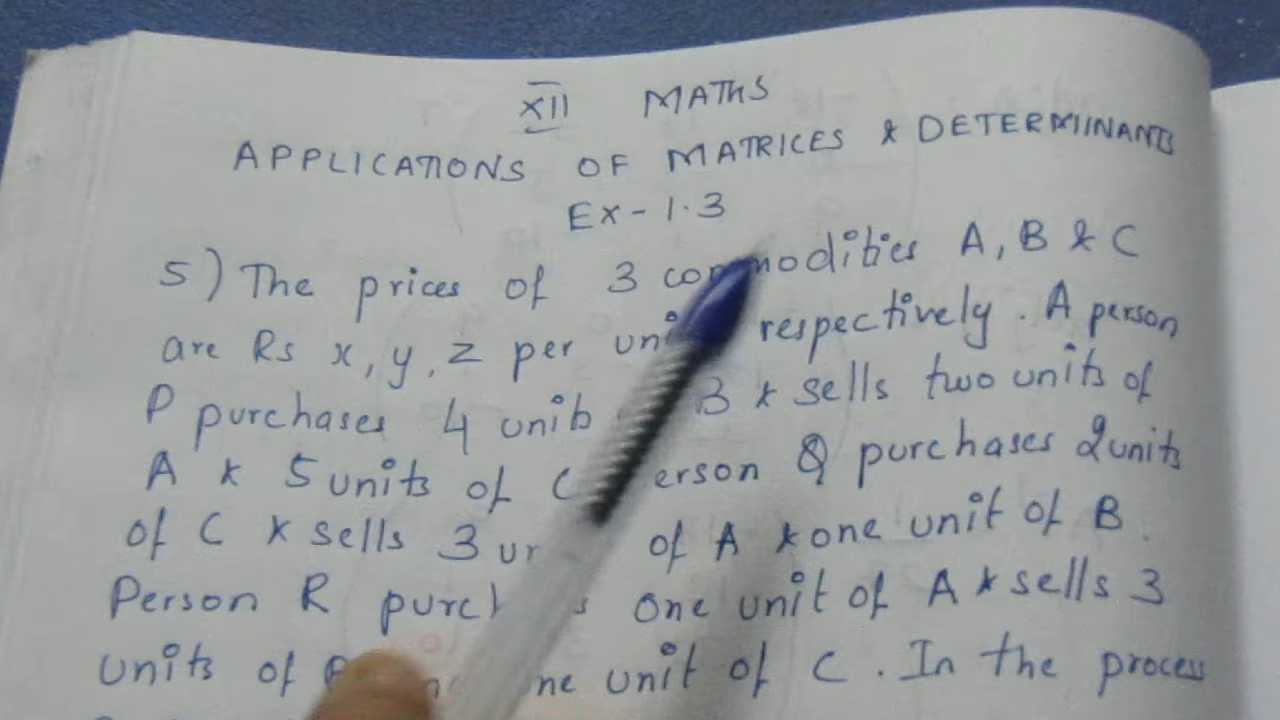 XII MATHS
APPLICATIONS OF MATRICES & DETERMINANTS
Ex-1.3
5) The prices of 3 commodities A, B & C
are Rs x, y, z per unit respectively. A person
P purchases 4 units B & sells two units of
A & 5 units of C erson Q purchases 2 units
of C & sells 3 of A & one unit of B.
Person R one unit of A & sells 3
units of unit of C. In the process